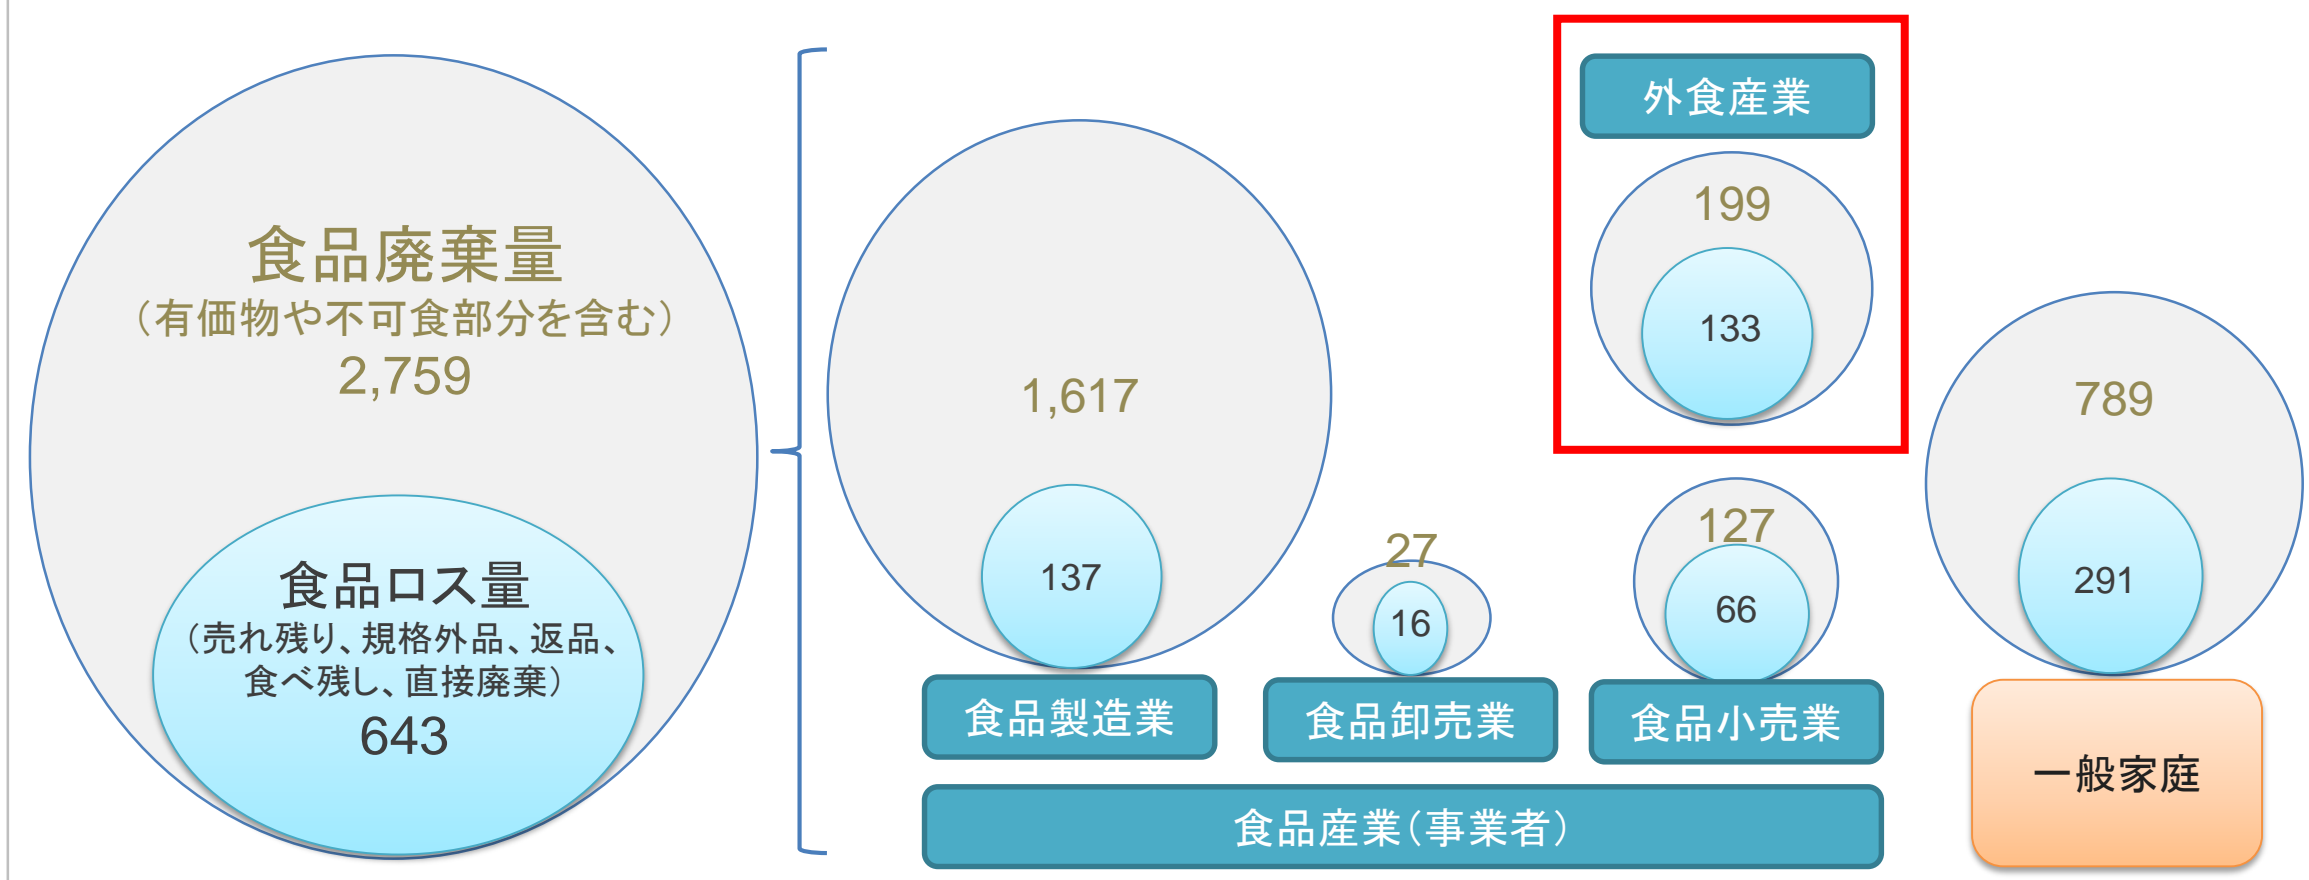 食品廃棄量
（有価物や不可食部分を含む）
2,759
食品ロス量
（売れ残り、規格外品、返品、
食べ残し、直接廃棄）
643
1,617
137
食品製造業
27
16
食品卸売業
外食産業
199
133
127
66
食品小売業
食品産業（事業者）
789
291
一般家庭